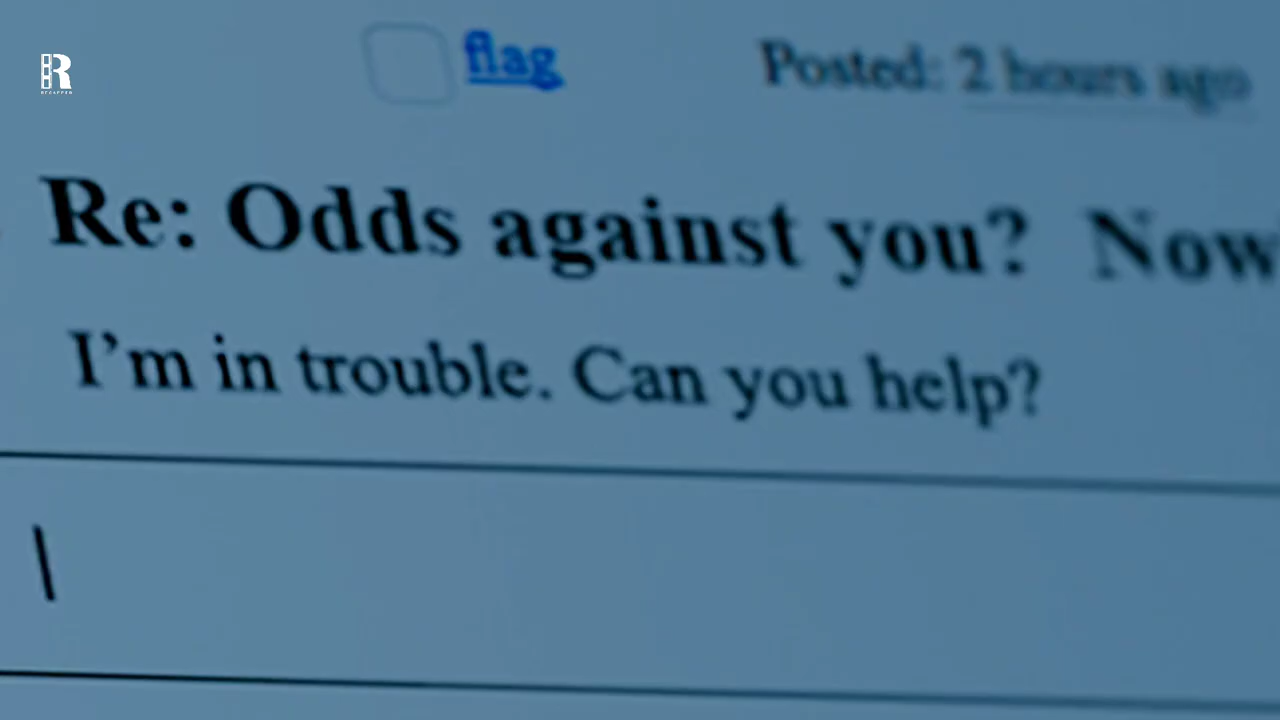 flag
Posted: 2 hours ago
Re: Odds against you? Now
I'm in trouble. Can you help?
R